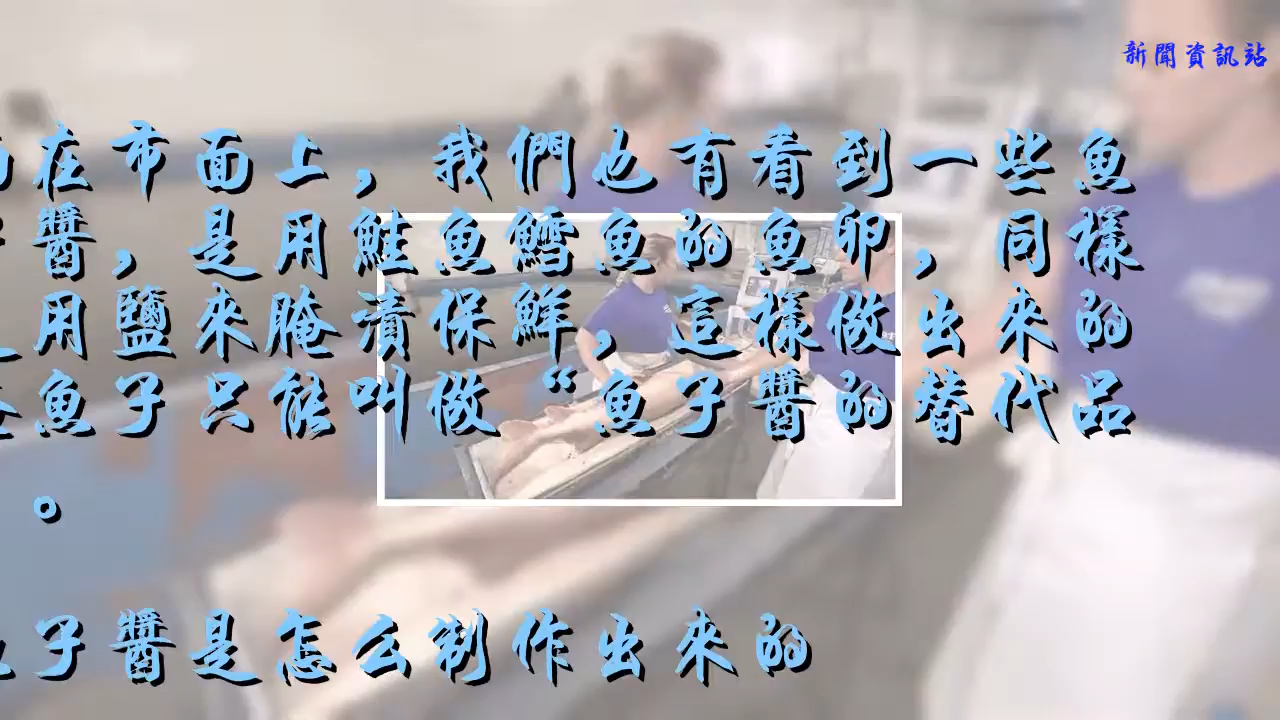 新聞資訊站
在市面上，我們也有看到一些魚
醬，是用鮭魚鱈魚的魚卵，同樣
用鹽來腌漬保鮮，這樣做出來的
魚子只能叫做“魚子醬的替代品
。
子醬是怎么制作出來的